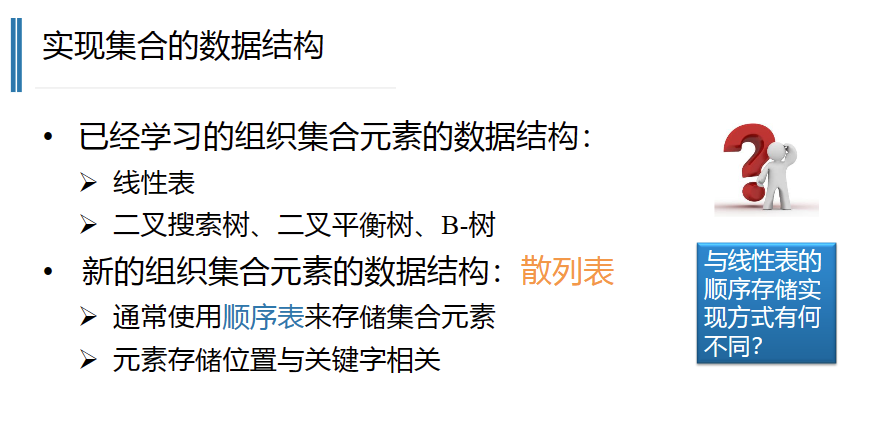 实现集合的数据结构
• 已经学习的组织集合元素的数据结构：
➢ 线性表
➢ 二叉搜索树、二叉平衡树、B-树
• 新的组织集合元素的数据结构：散列表
➢ 通常使用顺序表来存储集合元素
➢ 元素存储位置与关键字相关
与线性表的
顺序存储实
现方式有何
不同？